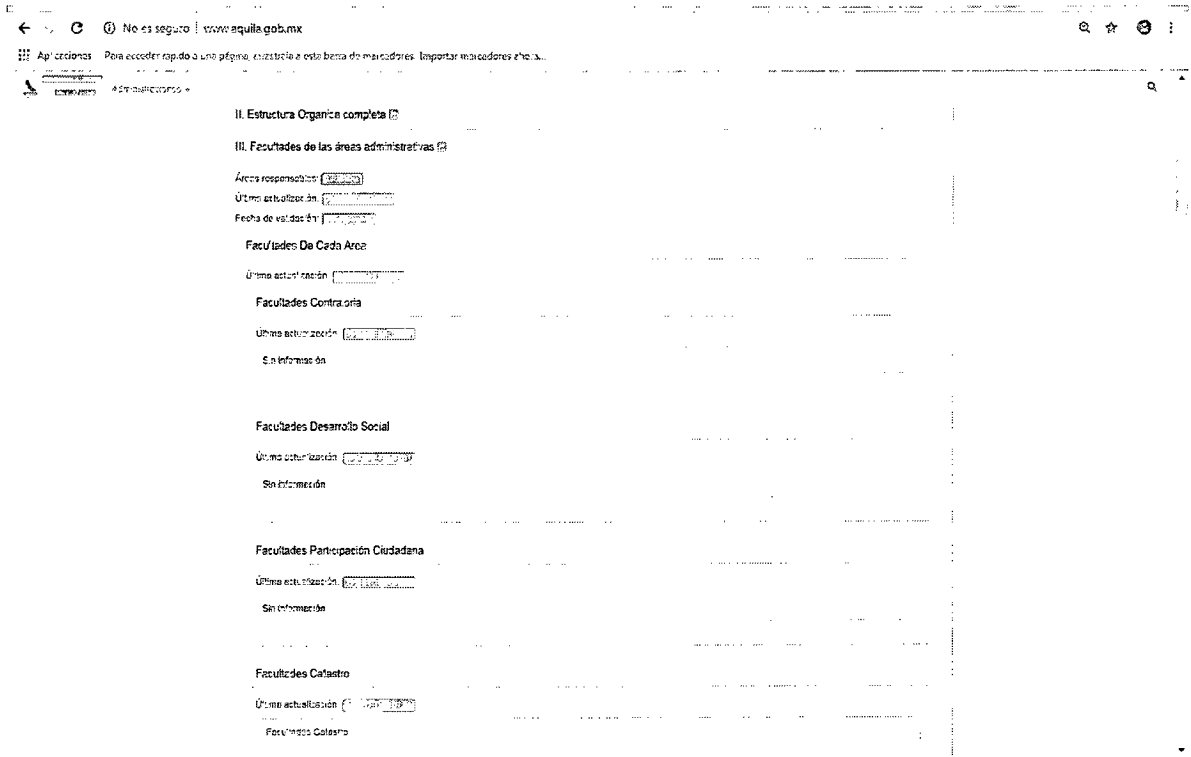 No es seguro | www.aquila.gob.mx
Aplicaciones Para acceder rápido a una página, arrástrala a esta barra de marcadores. Importar marcadores ahora...
II. Estructura Organica completa
III. Facultades de las áreas administrativas
Áreas responsables:
Última actualización:
Fecha de validación:
Facultades De Cada Area
Última actualización
Facultades Contraloria
Última actualización
Sin información
Facultades Desarrollo Social
Última actualización
Sin información
Facultades Participación Ciudadana
Última actualización:
Sin información
Facultades Catastro
Última actualización
Facultades Catastro